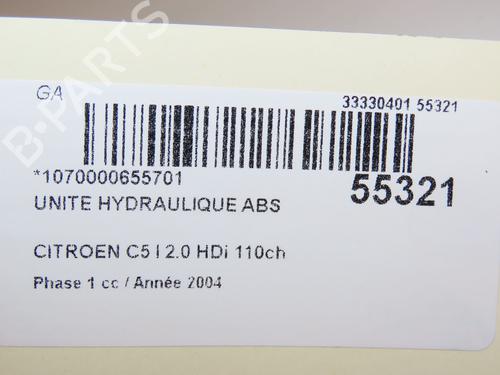 B-PARTS
GA
33330401 55321
*1070000655701
55321
UNITE HYDRAULIQUE ABS
CITROEN C5 I 2.0 HDi 110ch
Phase 1 cc / Année 2004